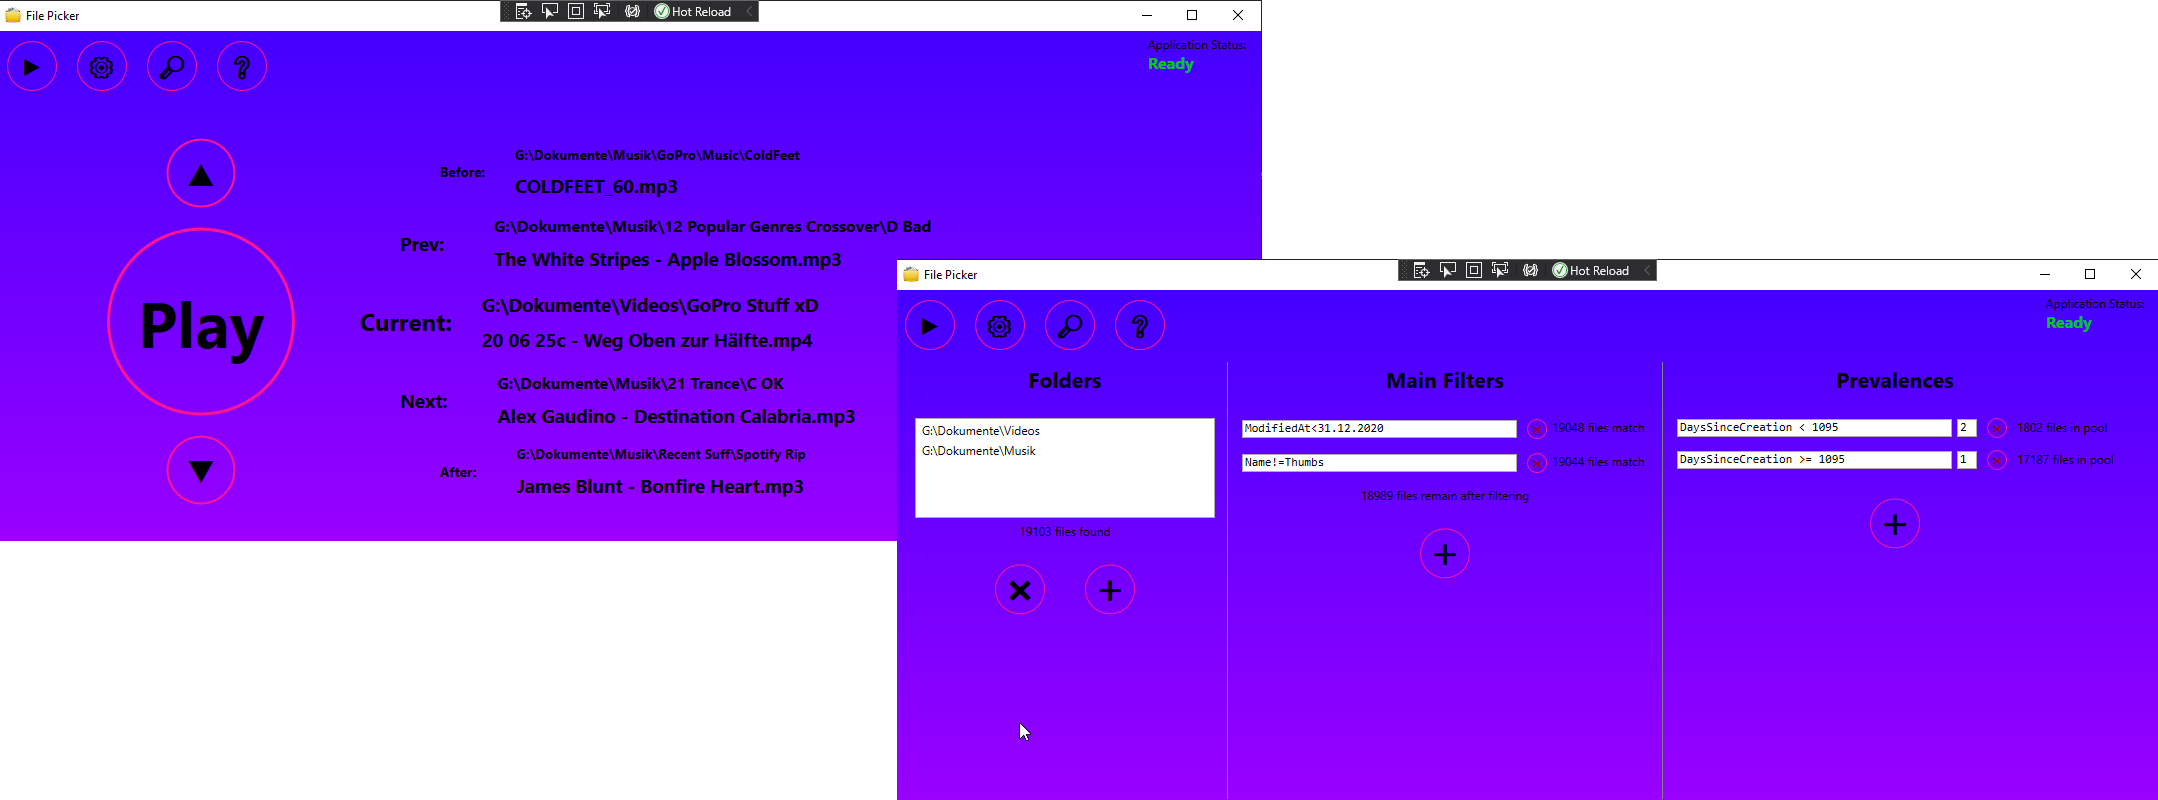 File Picker
Hot Reload
Application Status:
Ready
Before:
G:\Dokumente\Musik\GoPro\Music\ColdFeet
COLDFEET_60.mp3
Prev:
G:\Dokumente\Musik\12 Popular Genres Crossover\D Bad
The White Stripes - Apple Blossom.mp3
Play
Current:
G:\Dokumente\Videos\GoPro Stuff xD
20 06 25c - Weg Oben zur Hälfte.mp4
Next:
G:\Dokumente\Musik\21 Trance\C OK
Alex Gaudino - Destination Calabria.mp3
After:
G:\Dokumente\Musik\Recent Suff\Spotify Rip
James Blunt - Bonfire Heart.mp3
File Picker
Hot Reload
Application Status:
Ready
Folders
G:\Dokumente\Videos
G:\Dokumente\Musik
19103 files found
Main Filters
ModifiedAt<31.12.2020
19048 files match
Name!=Thumbs
19044 files match
18989 files remain after filtering
Prevalences
DaysSinceCreation < 1095
2
1802 files in pool
DaysSinceCreation >= 1095
1
17187 files in pool